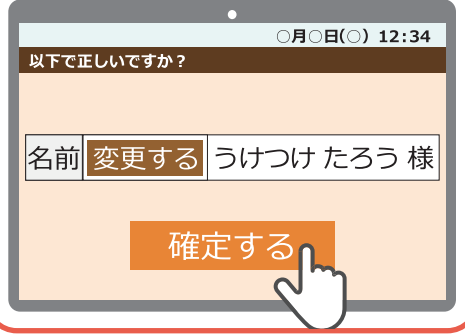 ○月○日(○) 12:34
以下で正しいですか？
名前 変更する うけつけ たろう 様
確定する